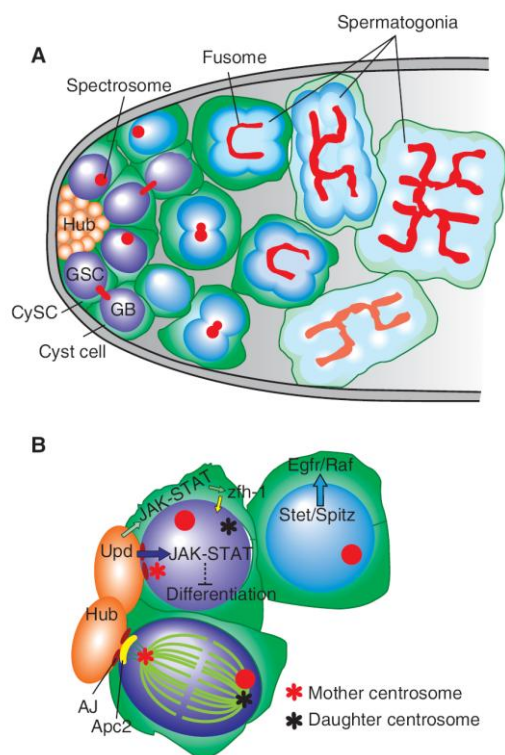 Spermatogonia
A
Fusome
Spectrosome
Hub
GSC
CySC
GB
Cyst cell
B
Egfr/Raf
JAK-STAT
zfh-1
Stet/Spitz
Upd
JAK-STAT
Differentiation
Hub
AJ
Apc2
Mother centrosome
Daughter centrosome